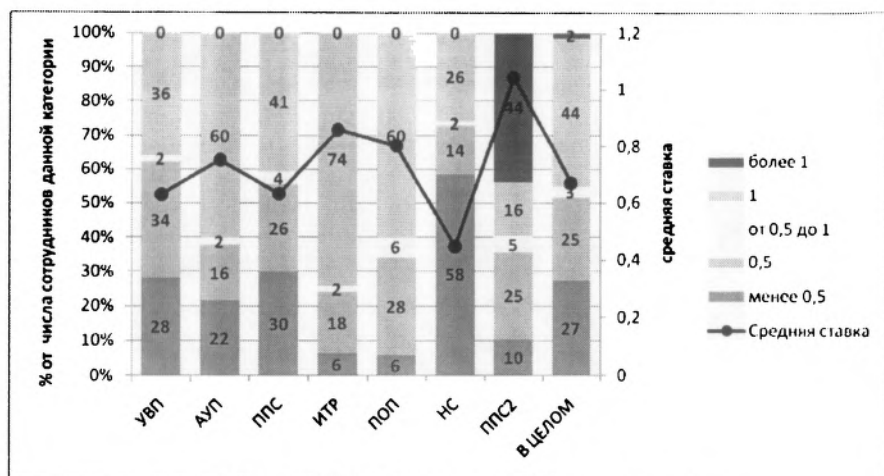 % от числа сотрудников данной категории
100%
90%
80%
70%
60%
50%
40%
30%
20%
10%
0%
0 0 0 0 0 0 2
36 60 41 74 60 26 44 44
2 2 4 2 6 2 16 3
34 16 26 18 28 14 5 25
28 22 30 6 6 58 25 27
10
УВП АУП ППС ИТР ПОП НС ППС2 В ЦЕЛОМ
1,2
1
0,8
0,6
0,4
0,2
0
средняя ставка
более 1
1
от 0,5 до 1
0,5
менее 0,5
Средняя ставка